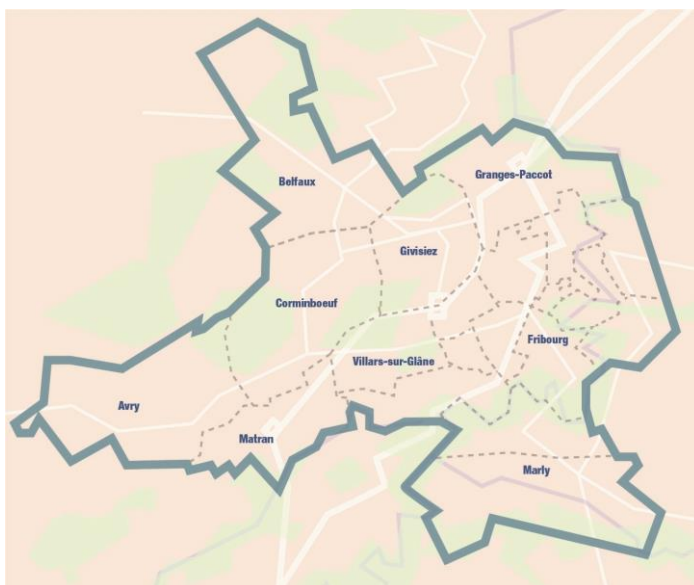 Granges-Paccot
Belfaux
Givisiez
Corminboeuf
Fribourg
Villars-sur-Glâne
Avry
Matran
Marly